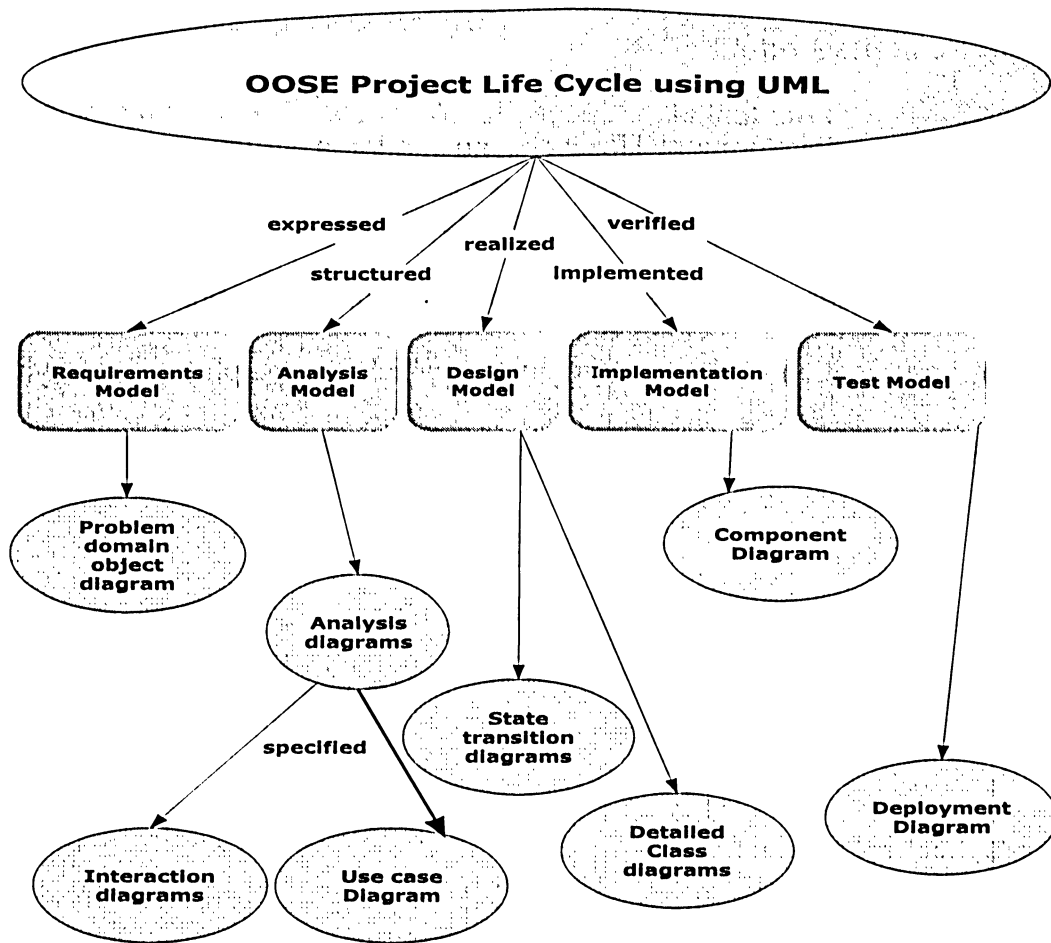 OOSE Project Life Cycle using UML
expressed
verified
realized
structured
implemented
Requirements
Model
Analysis
Model
Design
Model
Implementation
Model
Test Model
Problem
domain
object
diagram
Component
Diagram
Analysis
diagrams
specified
State
transition
diagrams
Interaction
diagrams
Use case
Diagram
Detailed
Class
diagrams
Deployment
Diagram